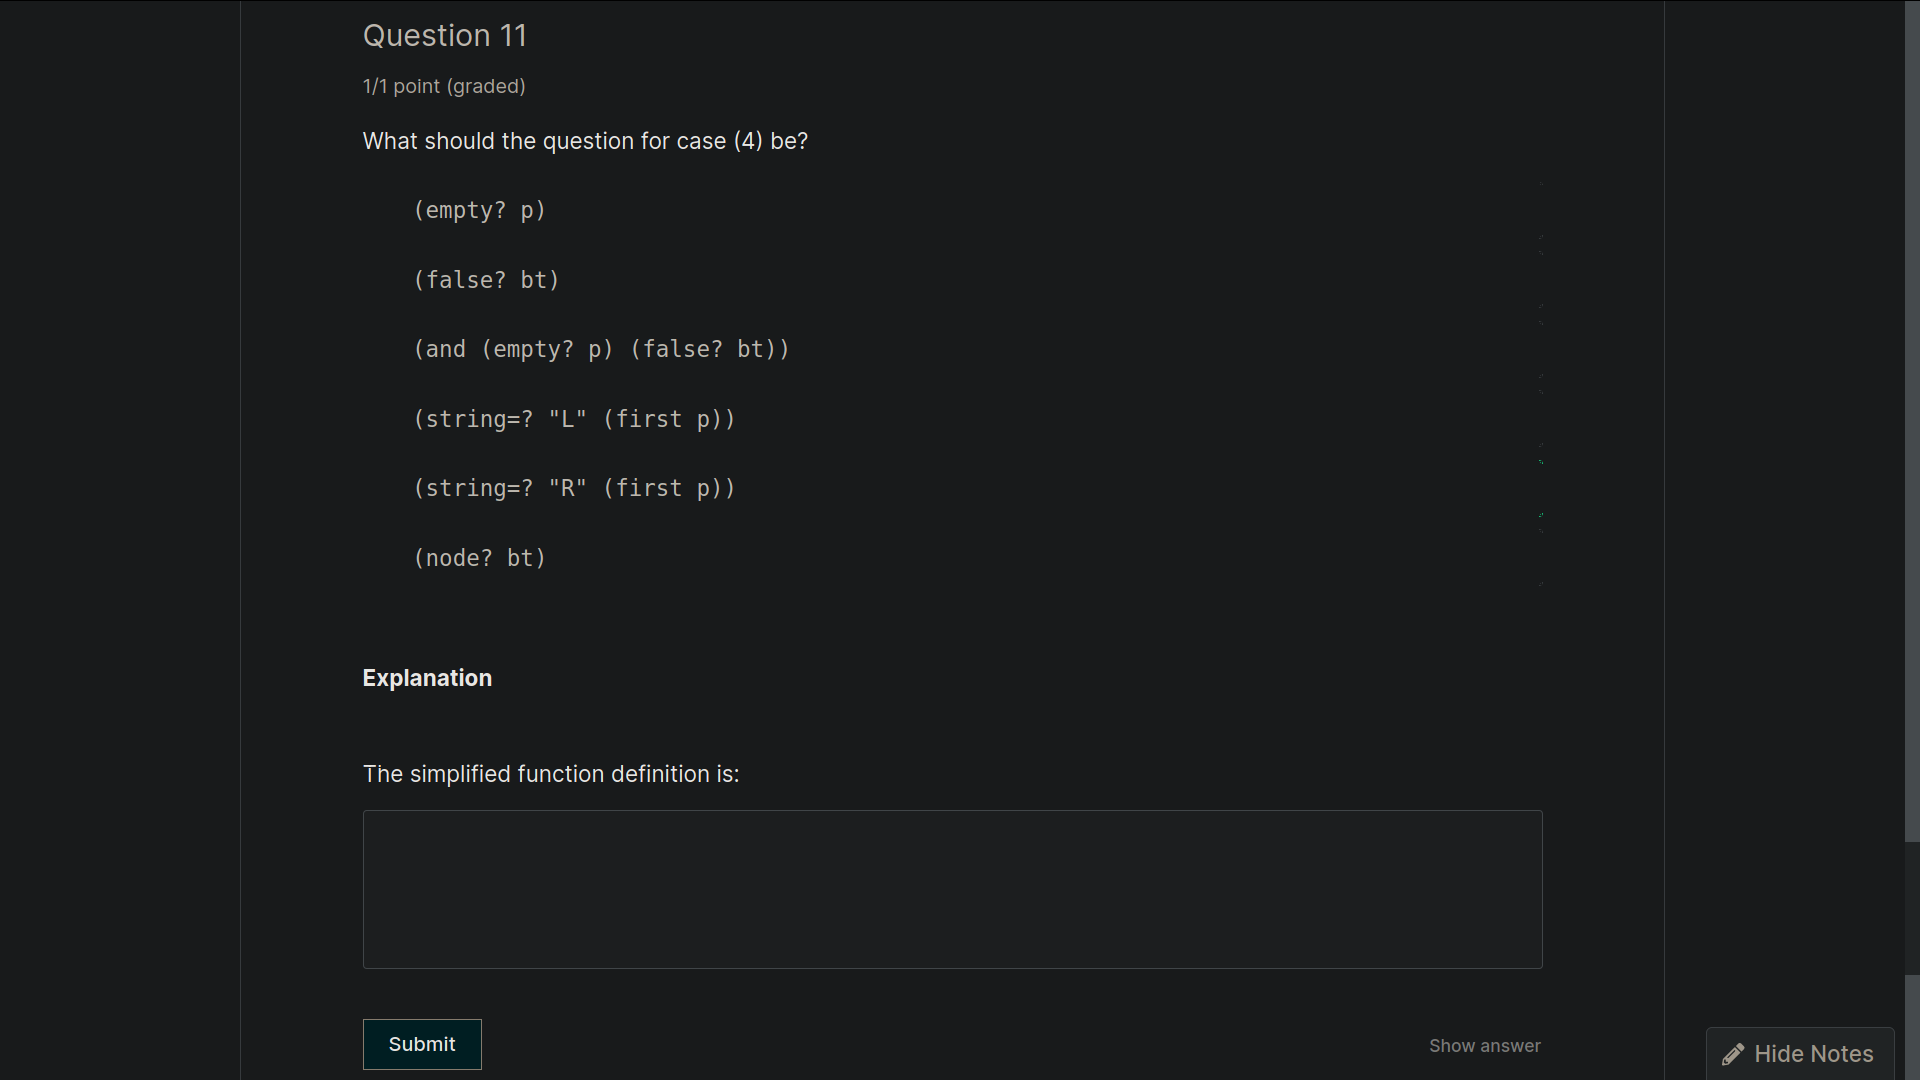 Question 11
1/1 point (graded)
What should the question for case (4) be?
(empty? p)
(false? bt)
(and (empty? p) (false? bt))
(string=? "L" (first p))
(string=? "R" (first p))
(node? bt)
Explanation
The simplified function definition is:
Submit
Show answer
Hide Notes